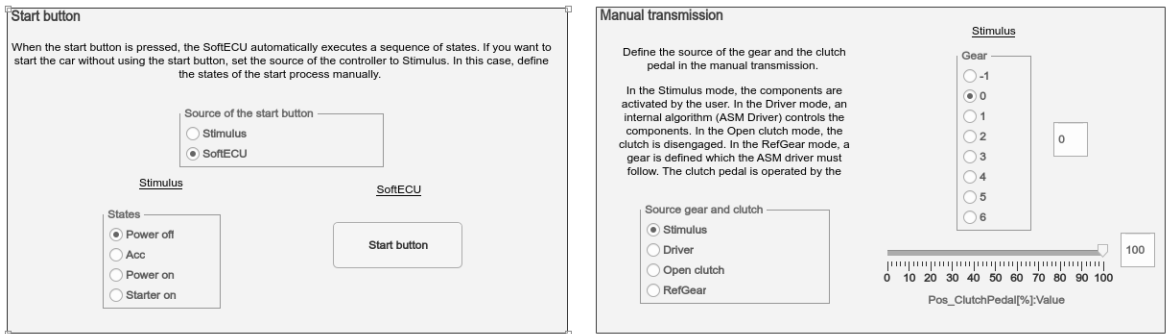 Start button
When the start button is pressed, the SoftECU automatically executes a sequence of states. If you want to
start the car without using the start button, set the source of the controller to Stimulus. In this case, define
the states of the start process manually.
Source of the start button
Stimulus
SoftECU
Stimulus
States
Power off
Acc
Power on
Starter on
SoftECU
Start button
Manual transmission
Define the source of the gear and the clutch
pedal in the manual transmission.
In the Stimulus mode, the components are
activated by the user. In the Driver mode, an
internal algorithm (ASM Driver) controls the
components. In the Open clutch mode, the
clutch is disengaged. In the RefGear mode, a
gear is defined which the ASM driver must
follow. The clutch pedal is operated by the
Source gear and clutch
Stimulus
Driver
Open clutch
RefGear
Stimulus
Gear
-1
0
1
2
3
4
5
6
0
100
0 10 20 30 40 50 60 70 80 90 100
Pos_ClutchPedal[%]:Value